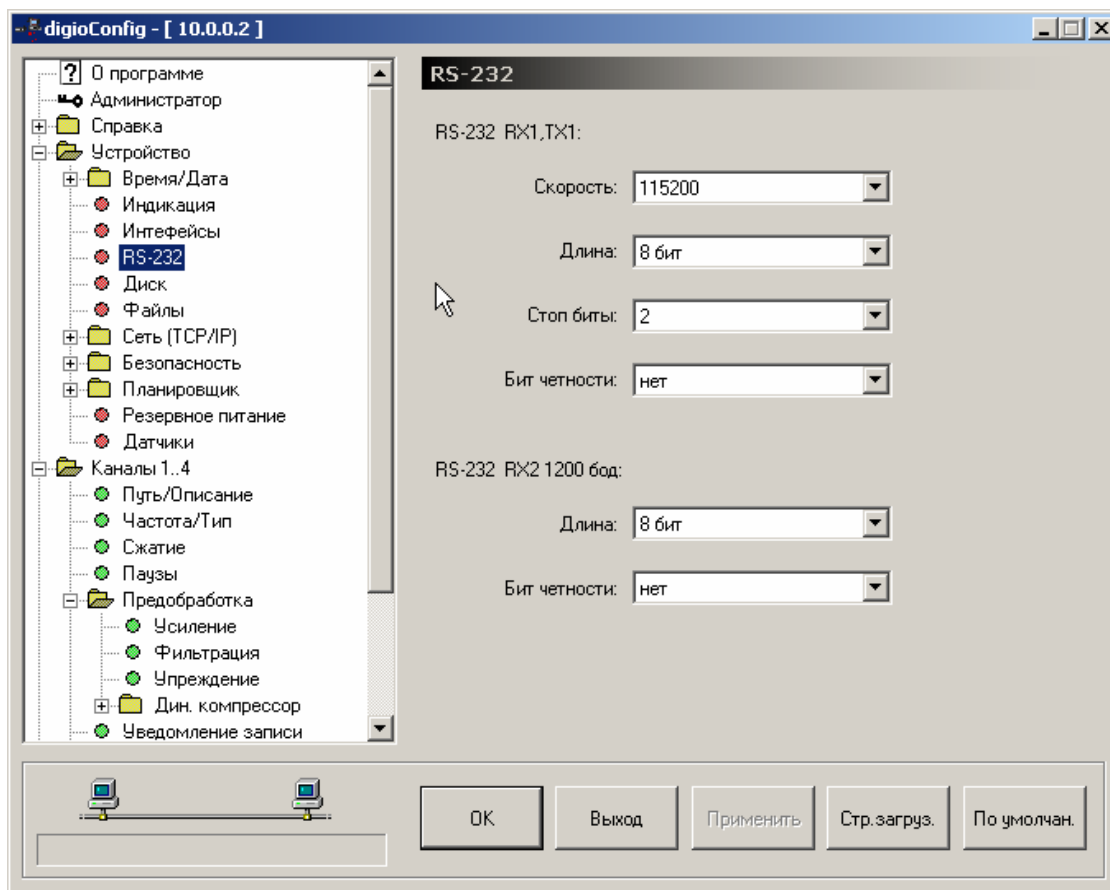 digioConfig - [ 10.0.0.2 ]
? О программе
Администратор
Справка
Устройство
Время/Дата
Индикация
Интефейсы
RS-232
Диск
Файлы
Сеть (TCP/IP)
Безопасность
Планировщик
Резервное питание
Датчики
Каналы 1..4
Путь/Описание
Частота/Тип
Сжатие
Паузы
Предобработка
Усиление
Фильтрация
Упреждение
Дин. компрессор
Уведомление записи
RS-232
RS-232 RX1,TX1:
Скорость: 115200
Длина: 8 бит
Стоп биты: 2
Бит четности: нет
RS-232 RX2 1200 бод:
Длина: 8 бит
Бит четности: нет
OK Выход Применить Стр.загруз. По умолчан.